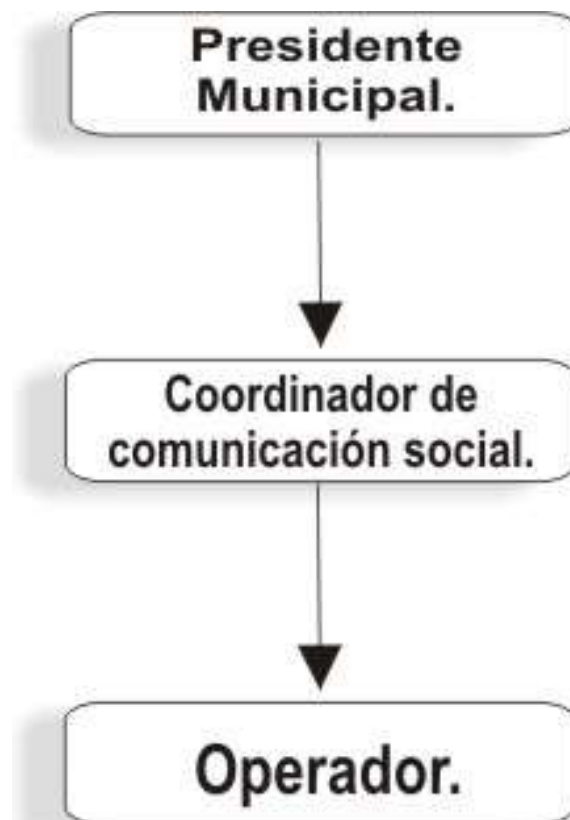 Presidente
Municipal.
Coordinador de
comunicación social.
Operador.